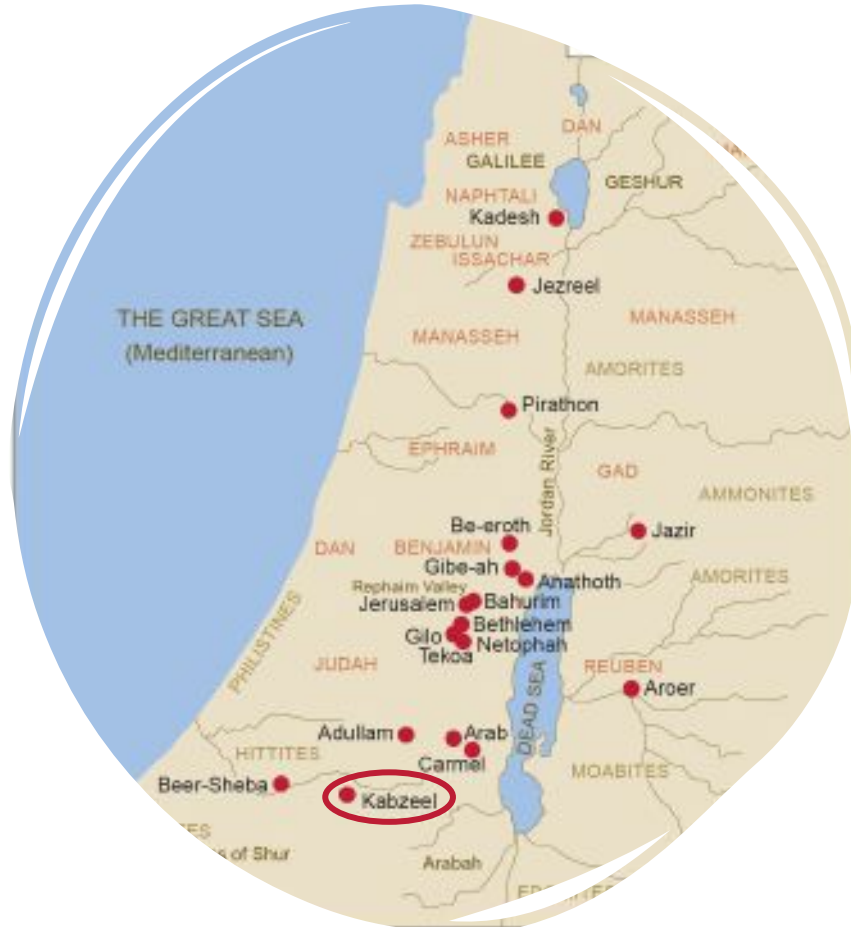 DAN
ASHER
GALILEE
GESHUR
NAPHTALI
Kadesh
ZEBULUN
ISSACHAR
Jezreel
THE GREAT SEA
(Mediterranean)
MANASSEH
MANASSEH
AMORITES
Pirathon
EPHRAIM
Jordan River
GAD
AMMONITES
Be-eroth
Jazir
DAN
BENJAMIN
Gibe-ah
Anathoth
AMORITES
Rephaim Valley
Jerusalem
Bahurim
PHILISTINES
Bethlehem
Gilo
Netophah
Tekoa
JUDAH
REUBEN
DEAD SEA
Aroer
Adullam
Arab
HITTITES
Carmel
MOABITES
Beer-Sheba
Kabzeel
of Shur
Arabah